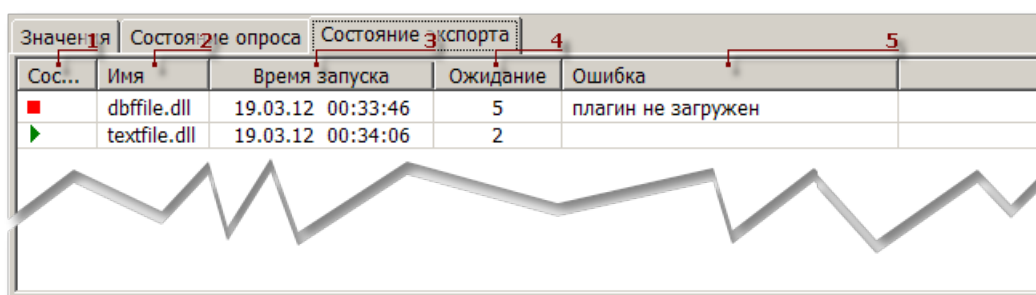 Значения Состояние опроса Состояние экспорта
1 2 3 4 5
Сос... Имя Время запуска Ожидание Ошибка
dbffile.dll 19.03.12 00:33:46 5 плагин не загружен
textfile.dll 19.03.12 00:34:06 2